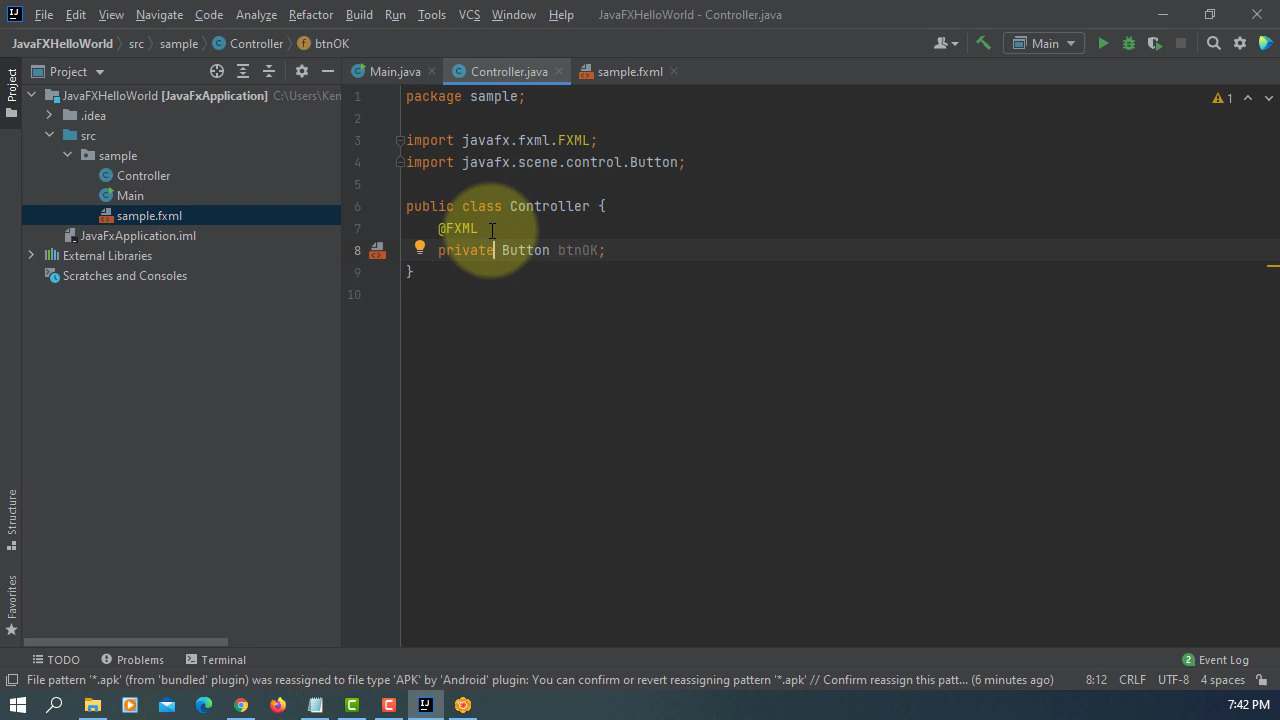 File Edit View Navigate Code Analyze Refactor Build Run Tools VCS Window Help JavaFXHelloWorld - Controller.java
JavaFXHelloWorld src sample Controller btnOK Main
Project
Project
Main.java Controller.java sample.fxml
JavaFXHelloWorld [JavaFxApplication] C:\Users\Ken
.idea
src
sample
Controller
Main
sample.fxml
JavaFxApplication.iml
External Libraries
Scratches and Consoles
1 package sample;
2
3 import javafx.fxml.FXML;
4 import javafx.scene.control.Button;
5
6 public class Controller {
7 @FXML
8 private Button btnOK;
9 }
10
1
Structure
Favorites
TODO Problems Terminal 2 Event Log
File pattern '*.apk' (from 'bundled' plugin) was reassigned to file type 'APK' by 'Android' plugin: You can confirm or revert reassigning pattern '*.apk' // Confirm reassign this patt... (6 minutes ago) 8:12 CRLF UTF-8 4 spaces
7:42 PM